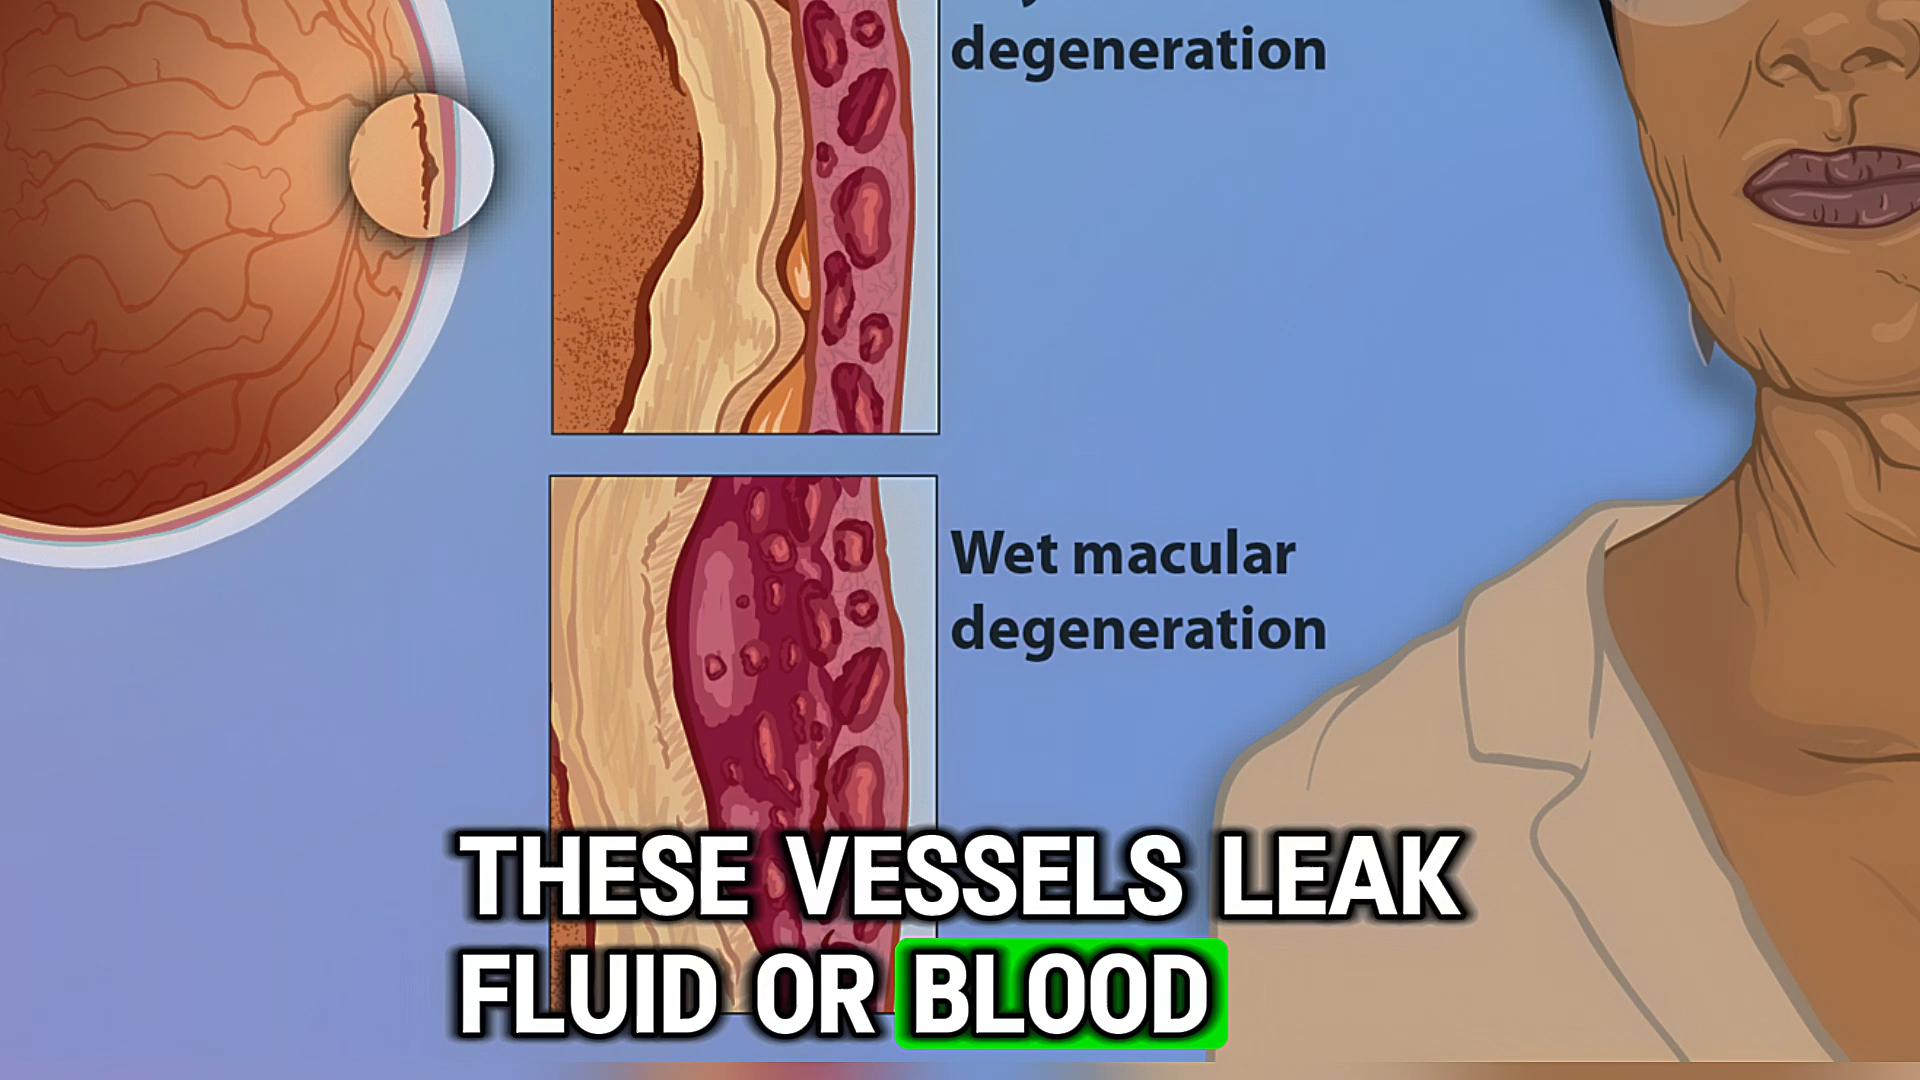 degeneration
Wet macular
degeneration
THESE VESSELS LEAK
FLUID OR BLOOD